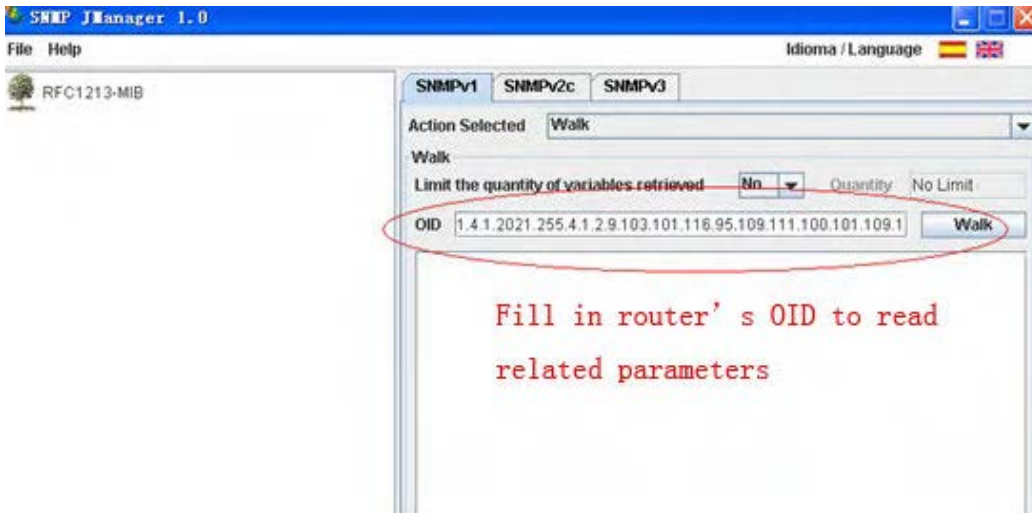 SNMP JManager 1.0
File Help
Idioma / Language
RFC1213-MIB
SNMPv1 SNMPv2c SNMPv3
Action Selected Walk
Walk
Limit the quantity of variables retrieved No Quantity No Limit
OID 1.4.1.2021.255.4.1.2.9.103.101.116.95.109.111.100.101.109.1 Walk
Fill in router's OID to read
related parameters